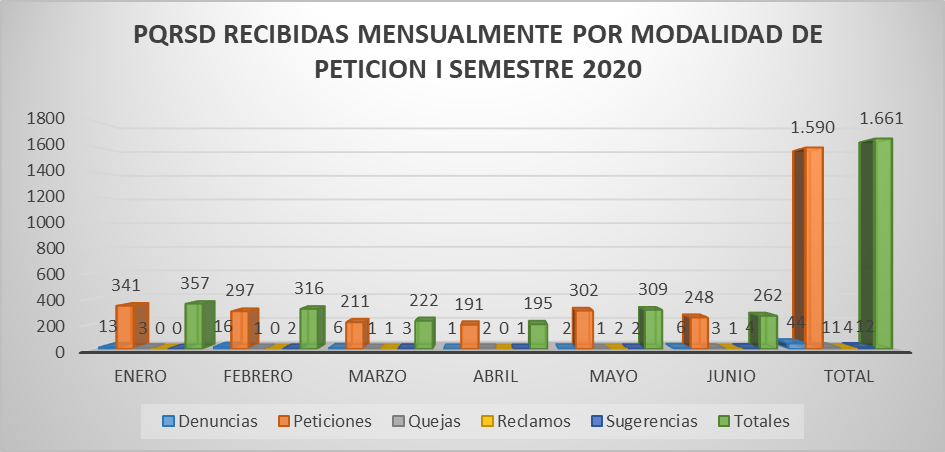 PQRSD RECIBIDAS MENSUALMENTE POR MODALIDAD DE
PETICION I SEMESTRE 2020
1800
1600
1400
1200
1000
800
600
400
200
0
13 341 3 0 0 357
16 297 1 0 2 316
6 211 1 1 3 222
1 191 2 0 1 195
2 302 1 2 2 309
6 248 3 1 4 262
44 1.590 11 4 12 1.661
ENERO FEBRERO MARZO ABRIL MAYO JUNIO TOTAL
Denuncias Peticiones Quejas Reclamos Sugerencias Totales